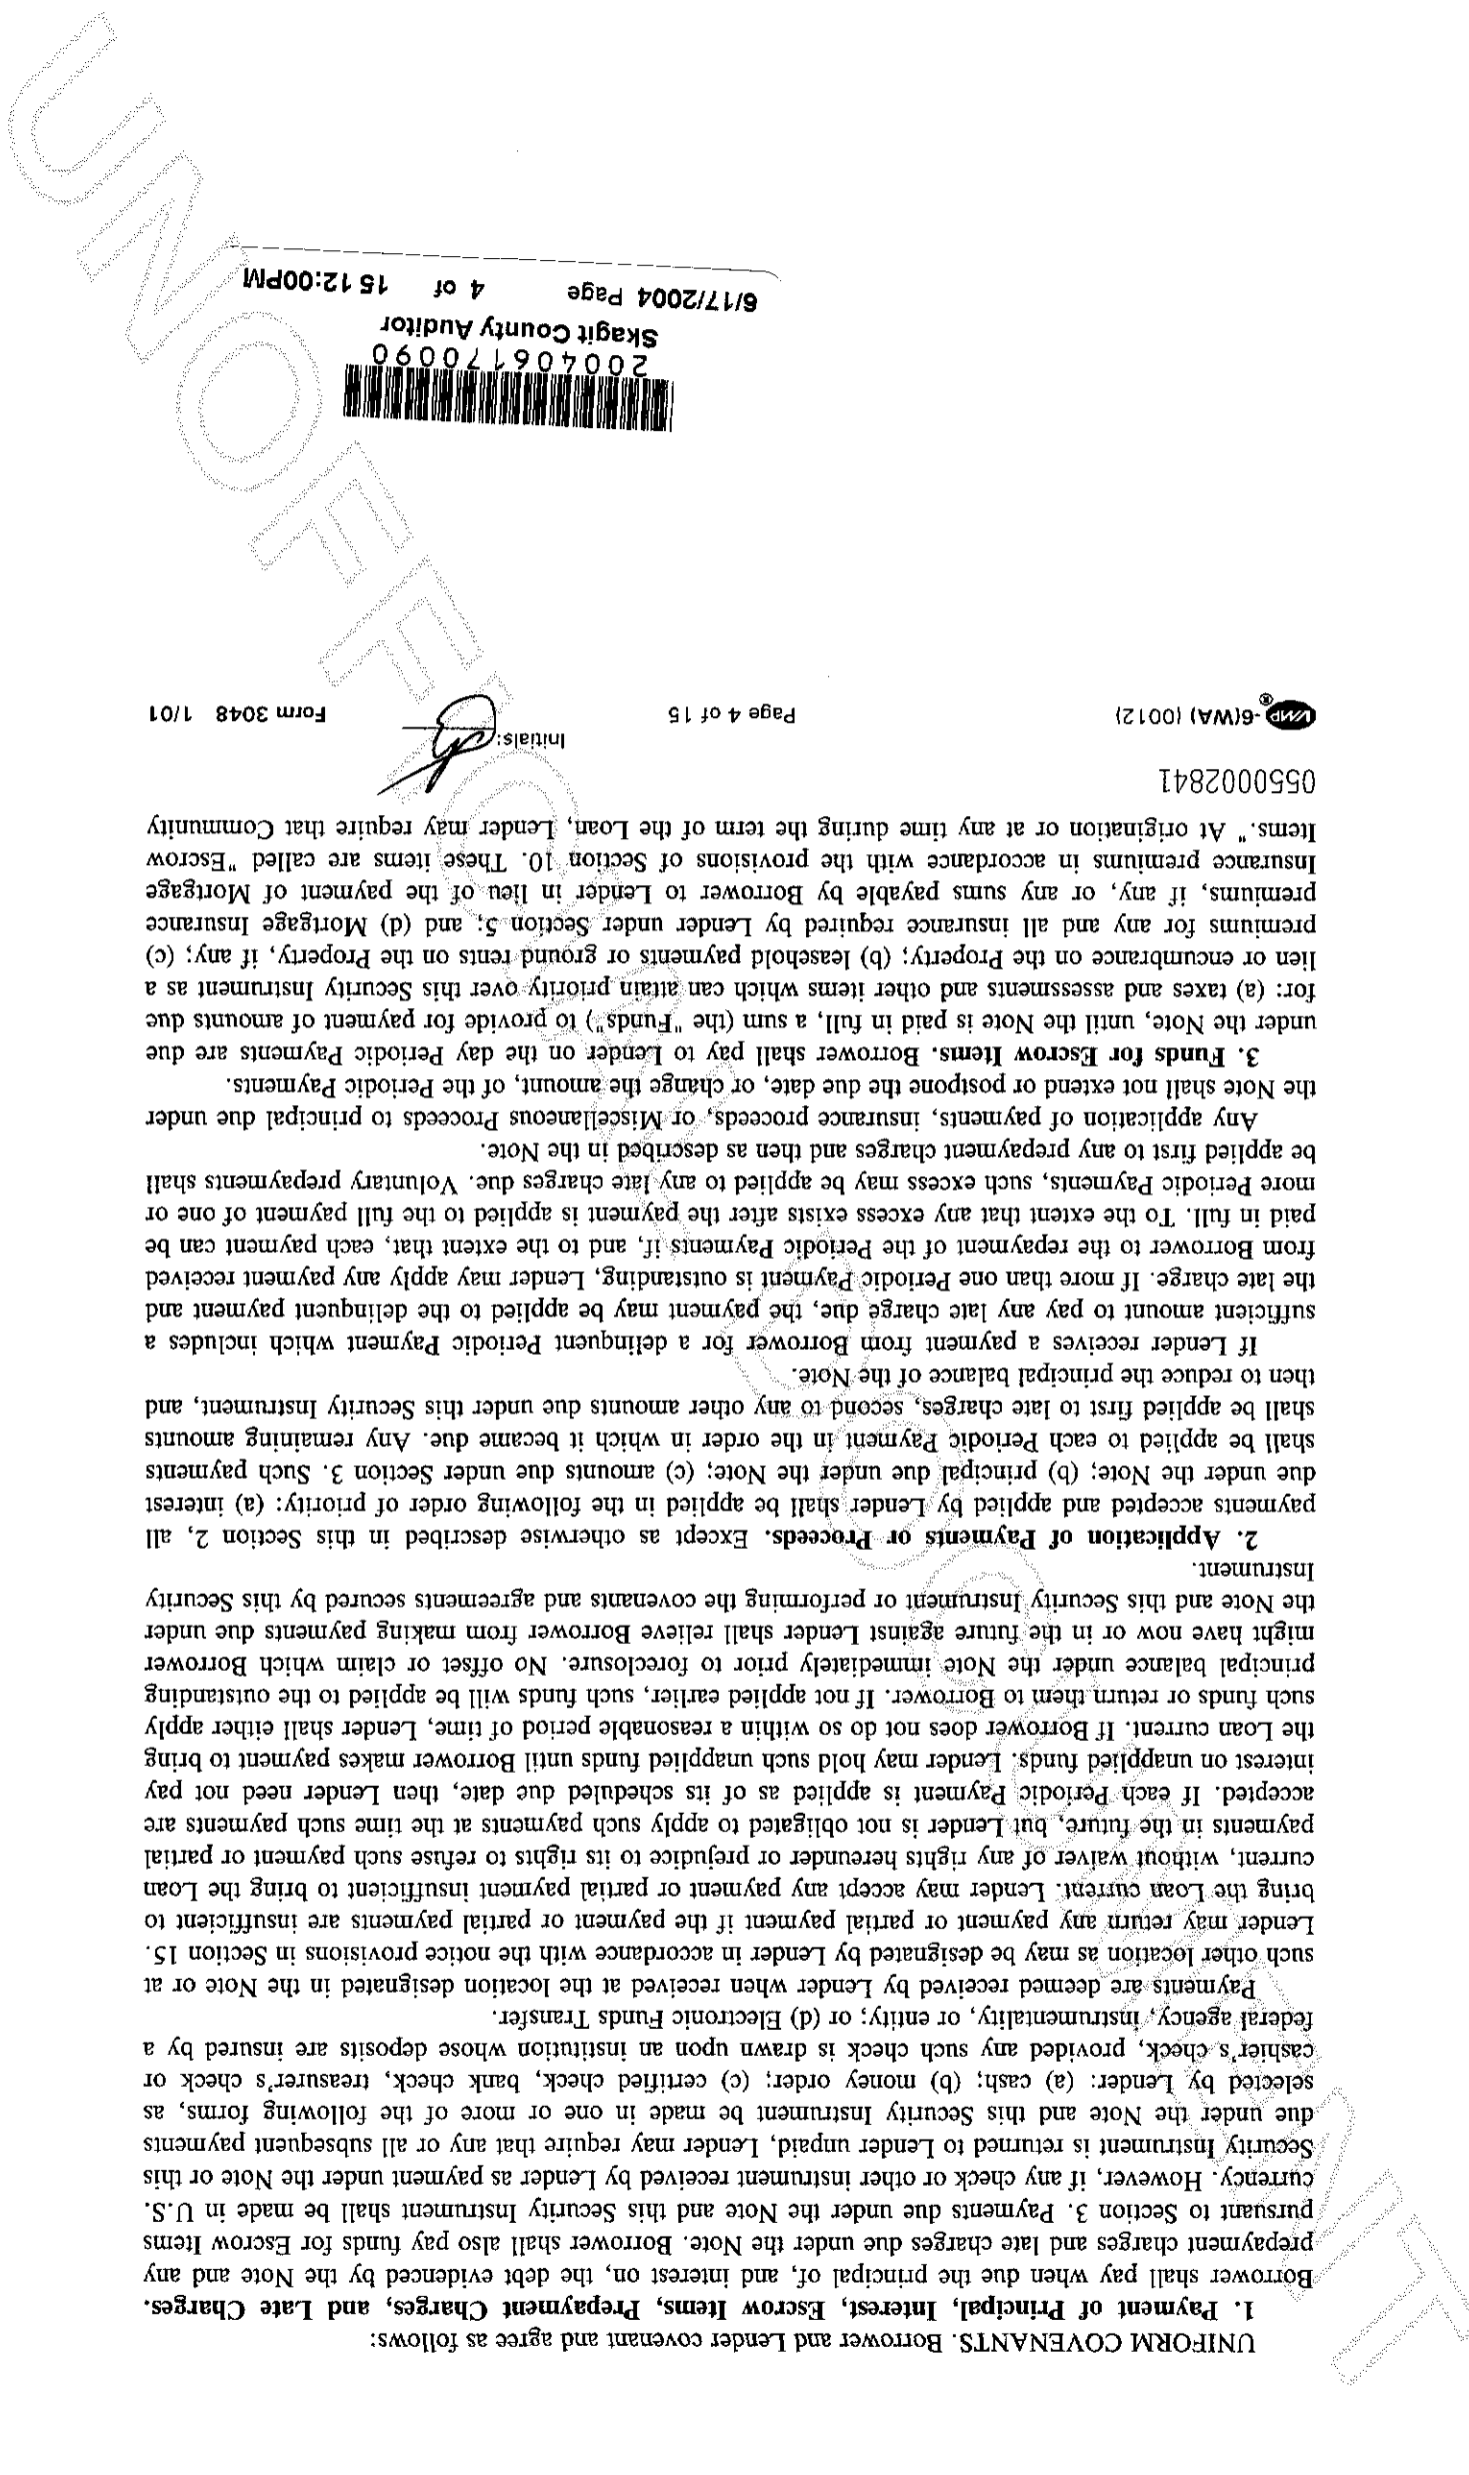 UNIFORM COVENANTS. Borrower and Lender covenant and agree as follows:
1. Payment of Principal, Interest, Escrow Items, Prepayment Charges, and Late Charges.
Borrower shall pay when due the principal of, and interest on, the debt evidenced by the Note and any
prepayment charges and late charges due under the Note. Borrower shall also pay funds for Escrow Items
pursuant to Section 3. Payments due under the Note and this Security Instrument shall be made in U.S.
currency. However, if any check or other instrument received by Lender as payment under the Note or this
Security Instrument is returned to Lender unpaid, Lender may require that any or all subsequent payments
due under the Note and this Security Instrument be made in one or more of the following forms, as
selected by Lender: (a) cash; (b) money order; (c) certified check, bank check, treasurer's check or
cashier's check, provided any such check is drawn upon an institution whose deposits are insured by a
federal agency, instrumentality, or entity; or (d) Electronic Funds Transfer.
Payments are deemed received by Lender when received at the location designated in the Note or at
such other location as may be designated by Lender in accordance with the notice provisions in Section 15.
Lender may return any payment or partial payment if the payment or partial payments are insufficient to
bring the Loan current. Lender may accept any payment or partial payment insufficient to bring the Loan
current, without waiver of any rights hereunder or prejudice to its rights to refuse such payment or partial
payments in the future, but Lender is not obligated to apply such payments at the time such payments are
accepted. If each Periodic Payment is applied as of its scheduled due date, then Lender need not pay
interest on unapplied funds. Lender may hold such unapplied funds until Borrower makes payment to bring
the Loan current. If Borrower does not do so within a reasonable period of time, Lender shall either apply
such funds or return them to Borrower. If not applied earlier, such funds will be applied to the outstanding
principal balance under the Note immediately prior to foreclosure. No offset or claim which Borrower
might have now or in the future against Lender shall relieve Borrower from making payments due under
the Note and this Security Instrument or performing the covenants and agreements secured by this Security
Instrument.
2. Application of Payments or Proceeds. Except as otherwise described in this Section 2, all
payments accepted and applied by Lender shall be applied in the following order of priority: (a) interest
due under the Note; (b) principal due under the Note; (c) amounts due under Section 3. Such payments
shall be applied to each Periodic Payment in the order in which it became due. Any remaining amounts
shall be applied first to late charges, second to any other amounts due under this Security Instrument, and
then to reduce the principal balance of the Note.
If Lender receives a payment from Borrower for a delinquent Periodic Payment which includes a
sufficient amount to pay any late charge due, the payment may be applied to the delinquent payment and
the late charge. If more than one Periodic Payment is outstanding, Lender may apply any payment received
from Borrower to the repayment of the Periodic Payments if, and to the extent that, each payment can be
paid in full. To the extent that any excess exists after the payment is applied to the full payment of one or
more Periodic Payments, such excess may be applied to any late charges due. Voluntary prepayments shall
be applied first to any prepayment charges and then as described in the Note.
Any application of payments, insurance proceeds, or Miscellaneous Proceeds to principal due under
the Note shall not extend or postpone the due date, or change the amount, of the Periodic Payments.
3. Funds for Escrow Items. Borrower shall pay to Lender on the day Periodic Payments are due
under the Note, until the Note is paid in full, a sum (the "Funds") to provide for payment of amounts due
for: (a) taxes and assessments and other items which can attain priority over this Security Instrument as a
lien or encumbrance on the Property; (b) leasehold payments or ground rents on the Property, if any; (c)
premiums for any and all insurance required by Lender under Section 5; and (d) Mortgage Insurance
premiums, if any, or any sums payable by Borrower to Lender in lieu of the payment of Mortgage
Insurance premiums in accordance with the provisions of Section 10. These items are called "Escrow
Items." At origination or at any time during the term of the Loan, Lender may require that Community
0550002841
Initials:
VMP®-6(WA) (0012) Page 4 of 15 Form 3048 1/01
200406170090
Skagit County Auditor
6/17/2004 Page 4 of 15 12:00PM
UNOFFICIAL DOCUMENT